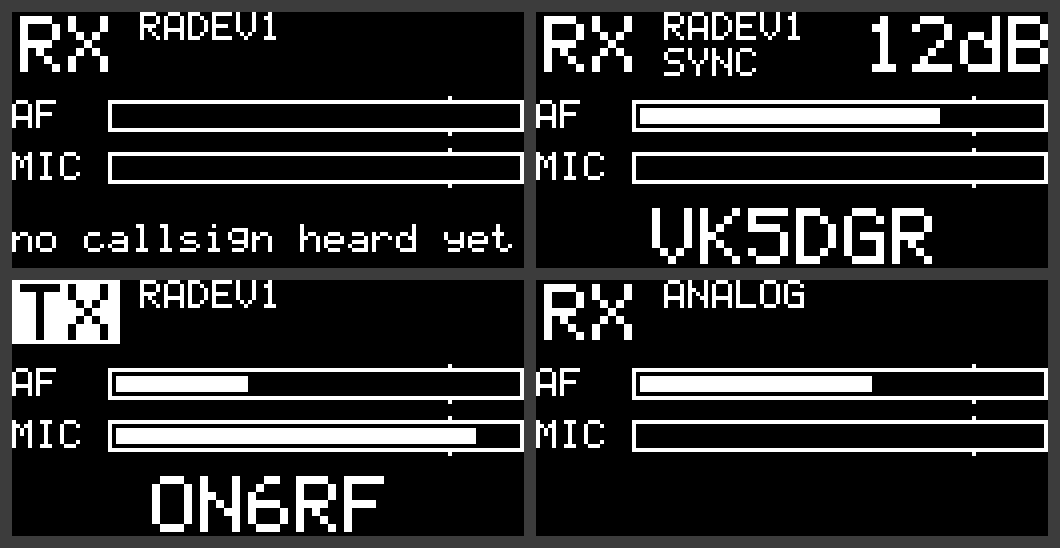 RX RADEV1
AF
MIC
no callsign heard yet
RX RADEV1 12dB
SYNC
AF
MIC
VK5DGR
TX RADEV1
AF
MIC
ON6RF
RX ANALOG
AF
MIC